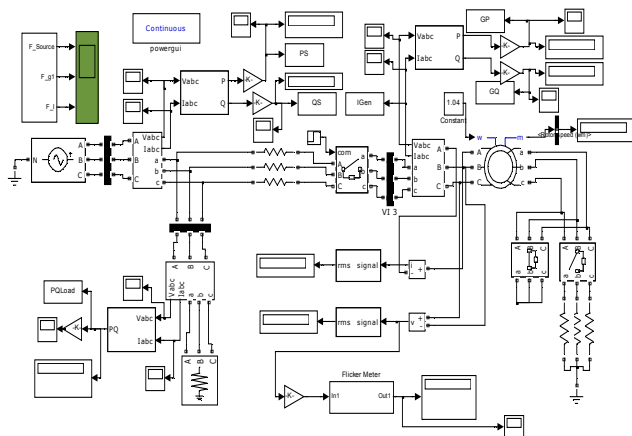 F_Source
F_g1
F_l
Continuous
powergui
Vabc
Iabc
P
Q
-K-
-K-
PS
QS
GP
GQ
Vabc
Iabc
P
Q
-K-
-K-
IGen
1.04
Constan
w
m
N
A
B
C
A
B
C
Vabc
Iabc
a
b
c
com
A
B
C
a
b
c
VI 3
Vabc
Iabc
a
b
c
A
B
C
A
B
C
a
b
c
A
B
C
a
b
c
A
B
C
a
b
c
rms signal
i
+
-
rms signal
v
+
-
A
B
C
Vabc
Iabc
a
b
c
PQLoad
-K-
PQ
Vabc
Iabc
A
B
C
Flicker Meter
-K-
In1
Out1